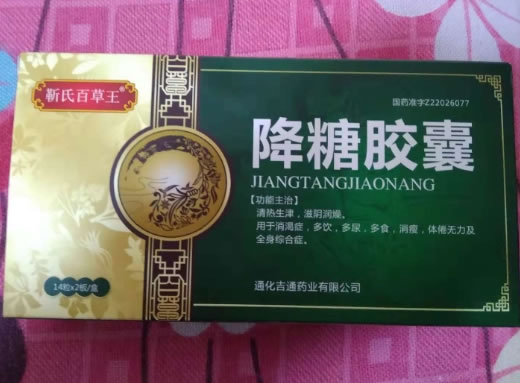 靳氏百草王®
国药准字Z22026077
降糖胶囊
JIANGTANGJIAONANG
【功能主治】
清热生津，滋阴润燥。
用于消渴症，多饮，多尿，多食，消瘦，体倦无力及
全身综合症。
14粒x2板/盒
通化吉通药业有限公司